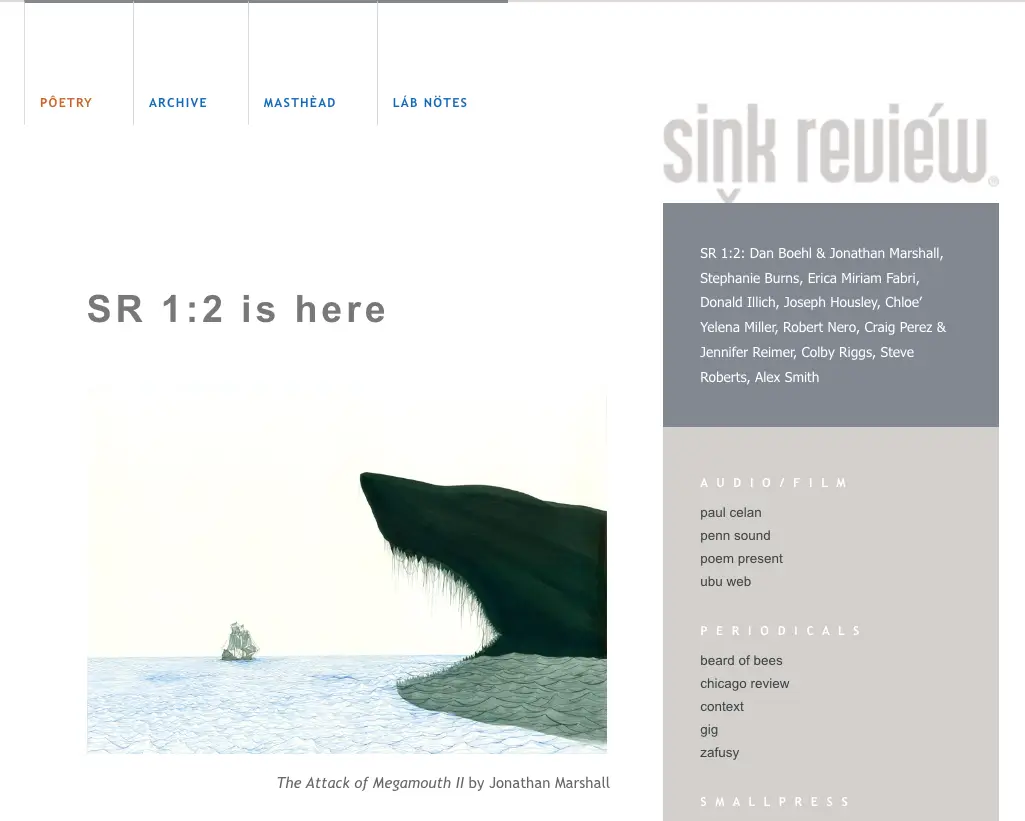 PÔETRY
ARCHIVE
MASTHÈAD
LÁB NÖTES
siņk reviéw
SR 1:2 is here
The Attack of Megamouth II by Jonathan Marshall
SR 1:2: Dan Boehl & Jonathan Marshall,
Stephanie Burns, Erica Miriam Fabri,
Donald Illich, Joseph Housley, Chloe’
Yelena Miller, Robert Nero, Craig Perez &
Jennifer Reimer, Colby Riggs, Steve
Roberts, Alex Smith
AUDIO/FILM
paul celan
penn sound
poem present
ubu web
PERIODICALS
beard of bees
chicago review
context
gig
zafusy
SMALLPRESS